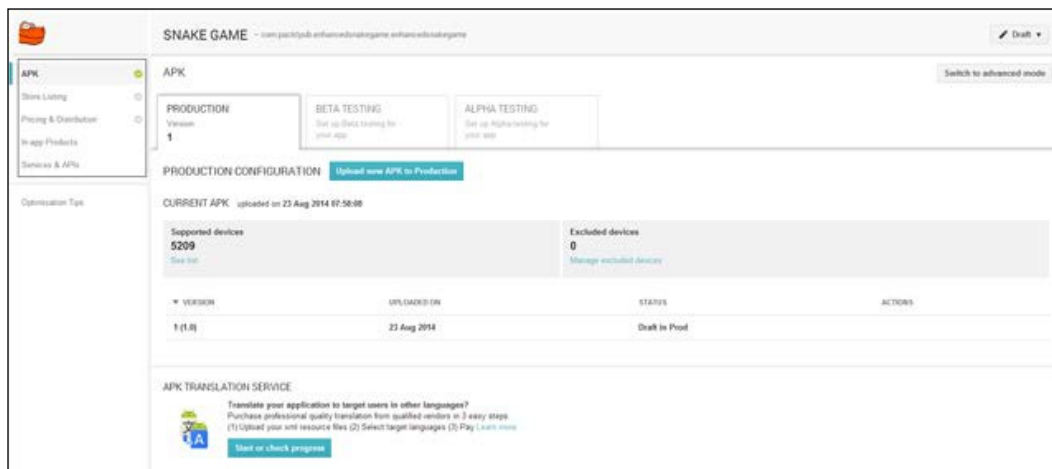 SNAKE GAME - com.packtpub.enhancedsnakegame.enhancedsnakegame
Draft
APK
Store Listing
Pricing & Distribution
In-app Products
Services & APIs
Optimisation Tips
APK
Switch to advanced mode
PRODUCTION
Version
1
BETA TESTING
Set up Beta testing for
your app
ALPHA TESTING
Set up Alpha testing for
your app
PRODUCTION CONFIGURATION
Upload new APK to Production
CURRENT APK uploaded on 23 Aug 2014 07:58:00
Supported devices
5209
See list
Excluded devices
0
Manage excluded devices
VERSION UPLOADED ON STATUS ACTIONS
1 (1.0) 23 Aug 2014 Draft in Prod
APK TRANSLATION SERVICE
Translate your application to target users in other languages?
Purchase professional quality translation from qualified vendors in 3 easy steps.
(1) Upload your xml resource files (2) Select target languages (3) Pay Learn more
Start or check progress